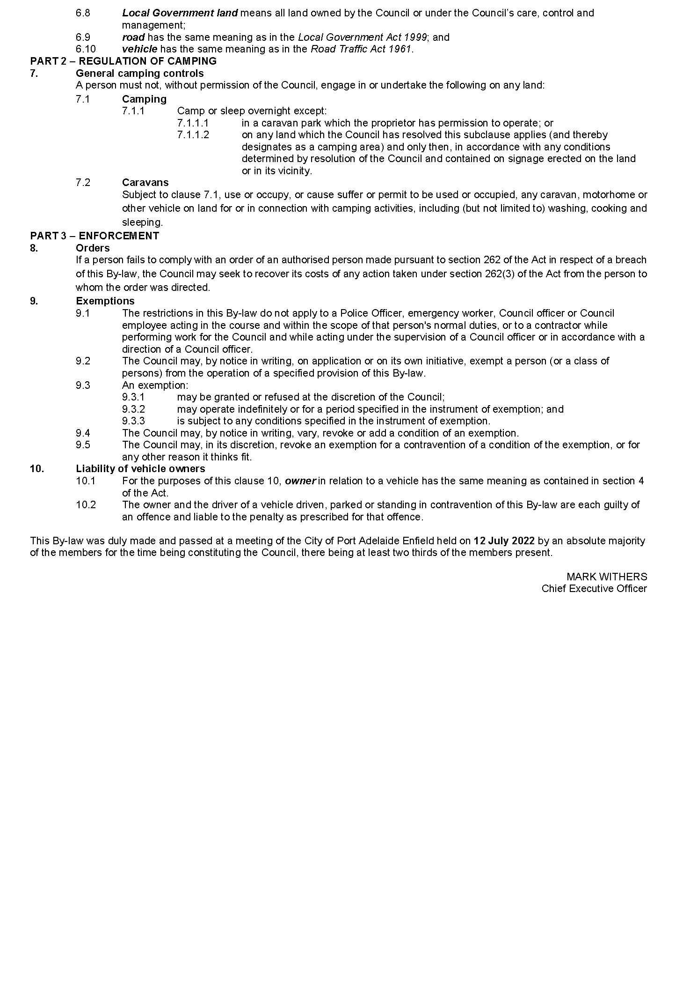 6.8 Local Government land means all land owned by the Council or under the Council’s care, control and
management;
6.9 road has the same meaning as in the Local Government Act 1999; and
6.10 vehicle has the same meaning as in the Road Traffic Act 1961.
PART 2 – REGULATION OF CAMPING
7. General camping controls
A person must not, without permission of the Council, engage in or undertake the following on any land:
7.1 Camping
7.1.1 Camp or sleep overnight except:
7.1.1.1 in a caravan park which the proprietor has permission to operate; or
7.1.1.2 on any land which the Council has resolved this subclause applies (and thereby
designates as a camping area) and only then, in accordance with any conditions
determined by resolution of the Council and contained on signage erected on the land
or in its vicinity.
7.2 Caravans
Subject to clause 7.1, use or occupy, or cause suffer or permit to be used or occupied, any caravan, motorhome or
other vehicle on land for or in connection with camping activities, including (but not limited to) washing, cooking and
sleeping.
PART 3 – ENFORCEMENT
8. Orders
If a person fails to comply with an order of an authorised person made pursuant to section 262 of the Act in respect of a breach
of this By-law, the Council may seek to recover its costs of any action taken under section 262(3) of the Act from the person to
whom the order was directed.
9. Exemptions
9.1 The restrictions in this By-law do not apply to a Police Officer, emergency worker, Council officer or Council
employee acting in the course and within the scope of that person's normal duties, or to a contractor while
performing work for the Council and while acting under the supervision of a Council officer or in accordance with a
direction of a Council officer.
9.2 The Council may, by notice in writing, on application or on its own initiative, exempt a person (or a class of
persons) from the operation of a specified provision of this By-law.
9.3 An exemption:
9.3.1 may be granted or refused at the discretion of the Council;
9.3.2 may operate indefinitely or for a period specified in the instrument of exemption; and
9.3.3 is subject to any conditions specified in the instrument of exemption.
9.4 The Council may, by notice in writing, vary, revoke or add a condition of an exemption.
9.5 The Council may, in its discretion, revoke an exemption for a contravention of a condition of the exemption, or for
any other reason it thinks fit.
10. Liability of vehicle owners
10.1 For the purposes of this clause 10, owner in relation to a vehicle has the same meaning as contained in section 4
of the Act.
10.2 The owner and the driver of a vehicle driven, parked or standing in contravention of this By-law are each guilty of
an offence and liable to the penalty as prescribed for that offence.
This By-law was duly made and passed at a meeting of the City of Port Adelaide Enfield held on 12 July 2022 by an absolute majority
of the members for the time being constituting the Council, there being at least two thirds of the members present.
MARK WITHERS
Chief Executive Officer